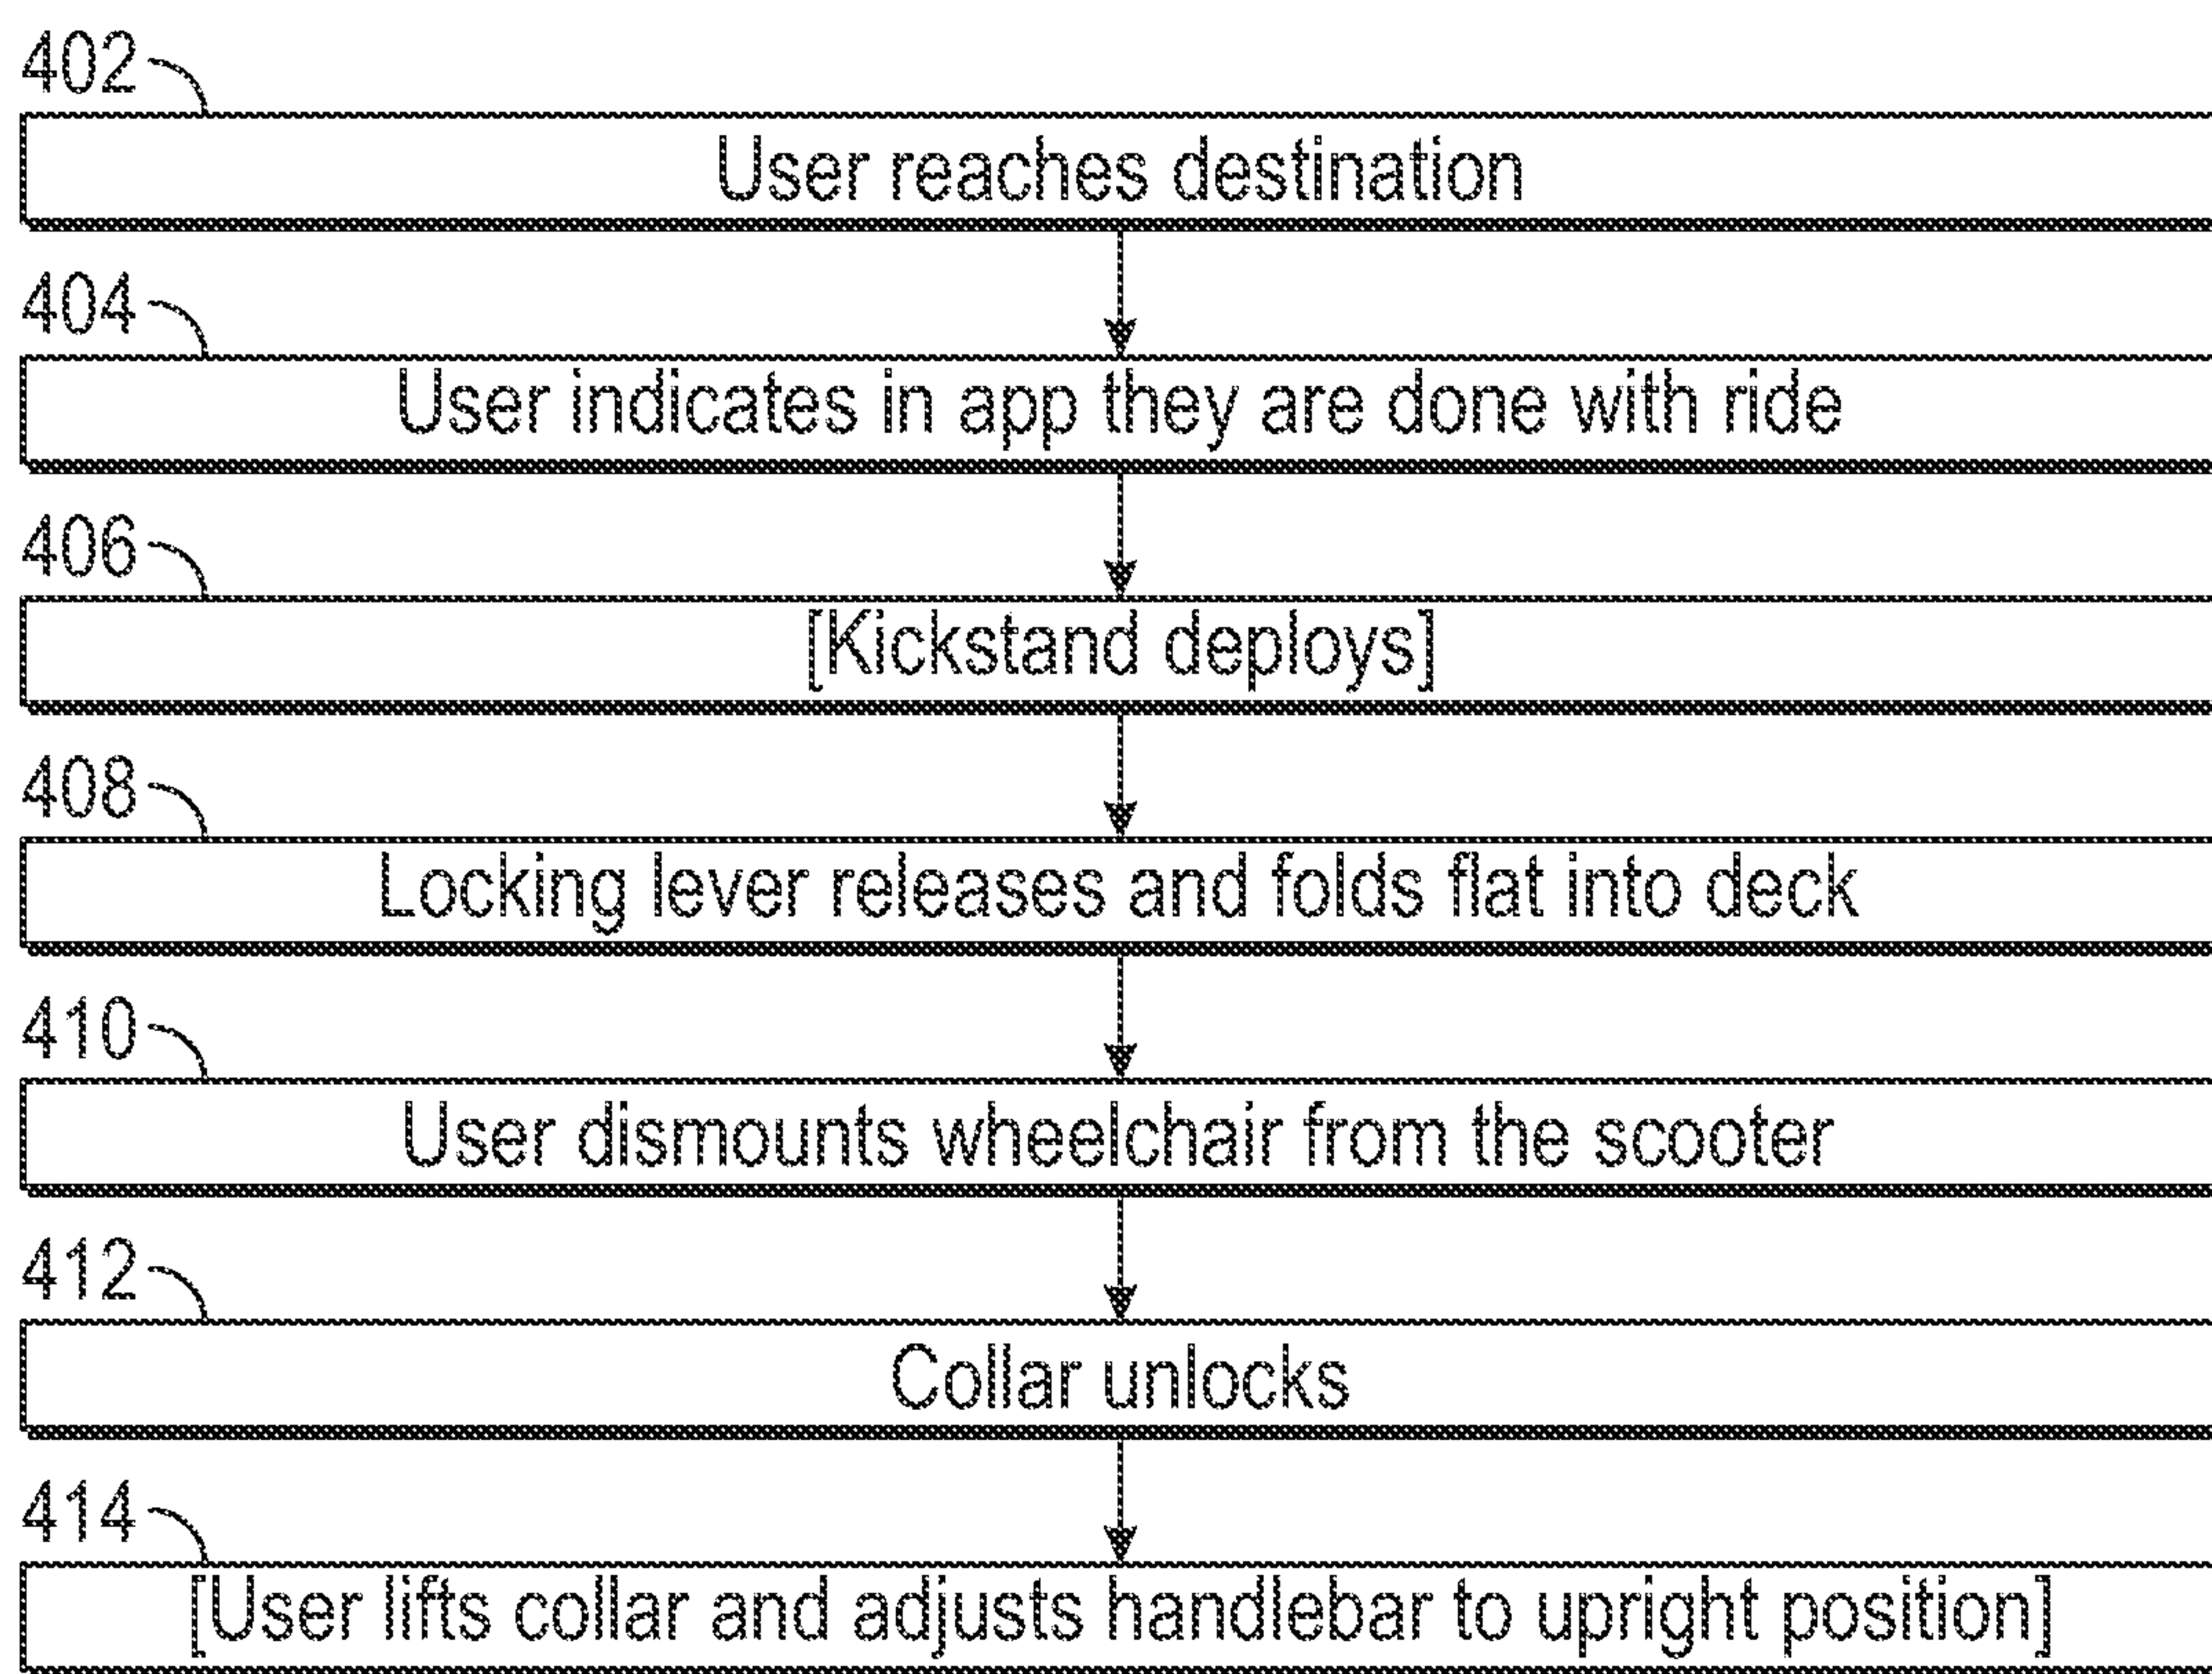 402
User reaches destination
404
User indicates in app they are done with ride
406
[Kickstand deploys]
408
Locking lever releases and folds flat into deck
410
User dismounts wheelchair from the scooter
412
Collar unlocks
414
[User lifts collar and adjusts handlebar to upright position]